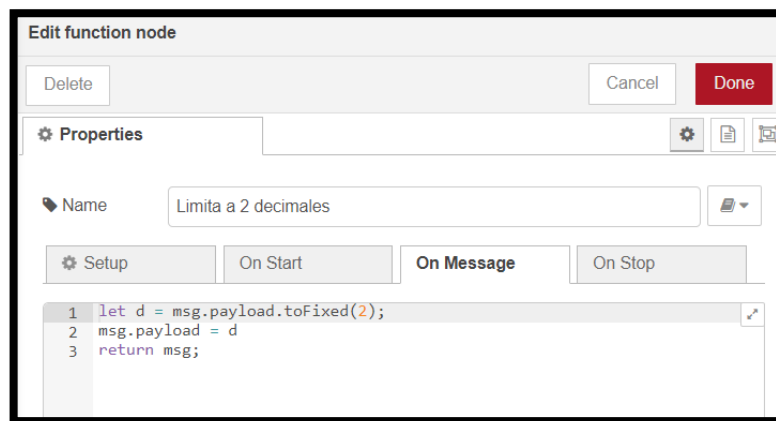 Edit function node
Delete
Cancel
Done
Properties
Name
Limita a 2 decimales
Setup
On Start
On Message
On Stop
1 let d = msg.payload.toFixed(2);
2 msg.payload = d
3 return msg;